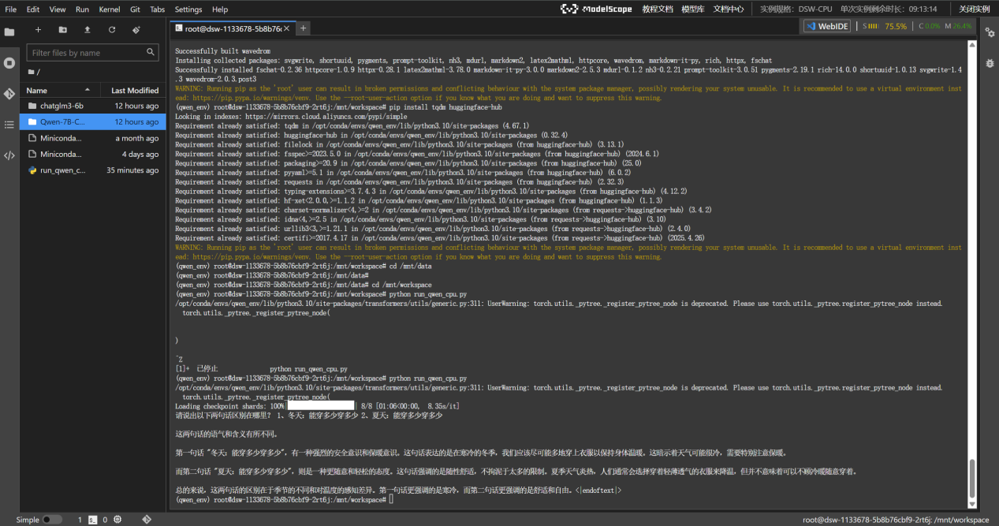 File Edit View Run Kernel Git Tabs Settings Help
ModelScope 教程文档 模型库 文档中心 实例规格：DSW-CPU 单次实例剩余时长：09:13:14 关闭实例
root@dsw-1133678-5b8b76c
WebIDE S 75.5% C 0.0% M 26.4%
Filter files by name
/
Name Last Modified
chatglm3-6b 12 hours ago
Qwen-7B-C... 12 hours ago
Miniconda... a month ago
Miniconda... 4 days ago
run_qwen_c... 35 minutes ago
Successfully built wavedrom
Installing collected packages: svgwrite, shortuuid, pygments, prompt-toolkit, nh3, mdurl, markdown2, latex2mathml, httpcore, wavedrom, markdown-it-py, rich, httpx, fschat
Successfully installed fschat-0.2.36 httpcore-1.0.9 httpx-0.28.1 latex2mathml-3.78.0 markdown-it-py-3.0.0 markdown2-2.5.3 mdurl-0.1.2 nh3-0.2.21 prompt-toolkit-3.0.51 pygments-2.19.1 rich-14.0.0 shortuuid-1.0.13 svgwrite-1.4
.3 wavedrom-2.0.3.post3
WARNING: Running pip as the 'root' user can result in broken permissions and conflicting behaviour with the system package manager, possibly rendering your system unusable. It is recommended to use a virtual environment inst
ead: https://pip.pypa.io/warnings/venv. Use the --root-user-action option if you know what you are doing and want to suppress this warning.
(qwen_env) root@dsw-1133678-5b8b76cbf9-2rt6j:/mnt/workspace# pip install tqdm huggingface-hub
Looking in indexes: https://mirrors.cloud.aliyuncs.com/pypi/simple
Requirement already satisfied: tqdm in /opt/conda/envs/qwen_env/lib/python3.10/site-packages (4.67.1)
Requirement already satisfied: huggingface-hub in /opt/conda/envs/qwen_env/lib/python3.10/site-packages (0.32.4)
Requirement already satisfied: filelock in /opt/conda/envs/qwen_env/lib/python3.10/site-packages (from huggingface-hub) (3.13.1)
Requirement already satisfied: fsspec>=2023.5.0 in /opt/conda/envs/qwen_env/lib/python3.10/site-packages (from huggingface-hub) (2024.6.1)
Requirement already satisfied: packaging>=20.9 in /opt/conda/envs/qwen_env/lib/python3.10/site-packages (from huggingface-hub) (25.0)
Requirement already satisfied: pyyaml>=5.1 in /opt/conda/envs/qwen_env/lib/python3.10/site-packages (from huggingface-hub) (6.0.2)
Requirement already satisfied: requests in /opt/conda/envs/qwen_env/lib/python3.10/site-packages (from huggingface-hub) (2.32.3)
Requirement already satisfied: typing-extensions>=3.7.4.3 in /opt/conda/envs/qwen_env/lib/python3.10/site-packages (from huggingface-hub) (4.12.2)
Requirement already satisfied: hf-xet<2.0.0,>=1.1.2 in /opt/conda/envs/qwen_env/lib/python3.10/site-packages (from huggingface-hub) (1.1.3)
Requirement already satisfied: charset-normalizer<4,>=2 in /opt/conda/envs/qwen_env/lib/python3.10/site-packages (from requests->huggingface-hub) (3.4.2)
Requirement already satisfied: idna<4,>=2.5 in /opt/conda/envs/qwen_env/lib/python3.10/site-packages (from requests->huggingface-hub) (3.10)
Requirement already satisfied: urllib3<3,>=1.21.1 in /opt/conda/envs/qwen_env/lib/python3.10/site-packages (from requests->huggingface-hub) (2.4.0)
Requirement already satisfied: certifi>=2017.4.17 in /opt/conda/envs/qwen_env/lib/python3.10/site-packages (from requests->huggingface-hub) (2025.4.26)
WARNING: Running pip as the 'root' user can result in broken permissions and conflicting behaviour with the system package manager, possibly rendering your system unusable. It is recommended to use a virtual environment inst
ead: https://pip.pypa.io/warnings/venv. Use the --root-user-action option if you know what you are doing and want to suppress this warning.
(qwen_env) root@dsw-1133678-5b8b76cbf9-2rt6j:/mnt/workspace# cd /mnt/data
(qwen_env) root@dsw-1133678-5b8b76cbf9-2rt6j:/mnt/data#
(qwen_env) root@dsw-1133678-5b8b76cbf9-2rt6j:/mnt/data# cd /mnt/workspace
(qwen_env) root@dsw-1133678-5b8b76cbf9-2rt6j:/mnt/workspace# python run_qwen_cpu.py
/opt/conda/envs/qwen_env/lib/python3.10/site-packages/transformers/utils/generic.py:311: UserWarning: torch.utils._pytree._register_pytree_node is deprecated. Please use torch.utils._pytree.register_pytree_node instead.
torch.utils._pytree._register_pytree_node(
)
^Z
[1]+ 已停止 python run_qwen_cpu.py
(qwen_env) root@dsw-1133678-5b8b76cbf9-2rt6j:/mnt/workspace# python run_qwen_cpu.py
/opt/conda/envs/qwen_env/lib/python3.10/site-packages/transformers/utils/generic.py:311: UserWarning: torch.utils._pytree._register_pytree_node is deprecated. Please use torch.utils._pytree.register_pytree_node instead.
torch.utils._pytree._register_pytree_node(
Loading checkpoint shards: 100%| | 8/8 [01:06<00:00, 8.35s/it]
请说出以下两句话区别在哪里？ 1、冬天：能穿多少穿多少 2、夏天：能穿多少穿多少
这两句话的语气和含义有所不同。
第一句话 "冬天：能穿多少穿多少"，有一种强烈的安全意识和保暖意识。这句话表达的是在寒冷的冬季，我们应该尽可能多地穿上衣服以保持身体温暖。这暗示着天气可能很冷，需要特别注意保暖。
而第二句话 "夏天：能穿多少穿多少"，则是一种更随意和轻松的态度。这句话强调的是随性舒适，不拘泥于太多的限制。夏季天气炎热，人们通常会选择穿着轻薄透气的衣服来降温，但并不意味着可以不顾冷暖随意穿着。
总的来说，这两句话的区别在于季节的不同和对温度的感知差异。第一句话更强调的是寒冷，而第二句话更强调的是舒适和自由。<|endoftext|>
(qwen_env) root@dsw-1133678-5b8b76cbf9-2rt6j:/mnt/workspace#
Simple 1 0 root@dsw-1133678-5b8b76cbf9-2rt6j: /mnt/workspace